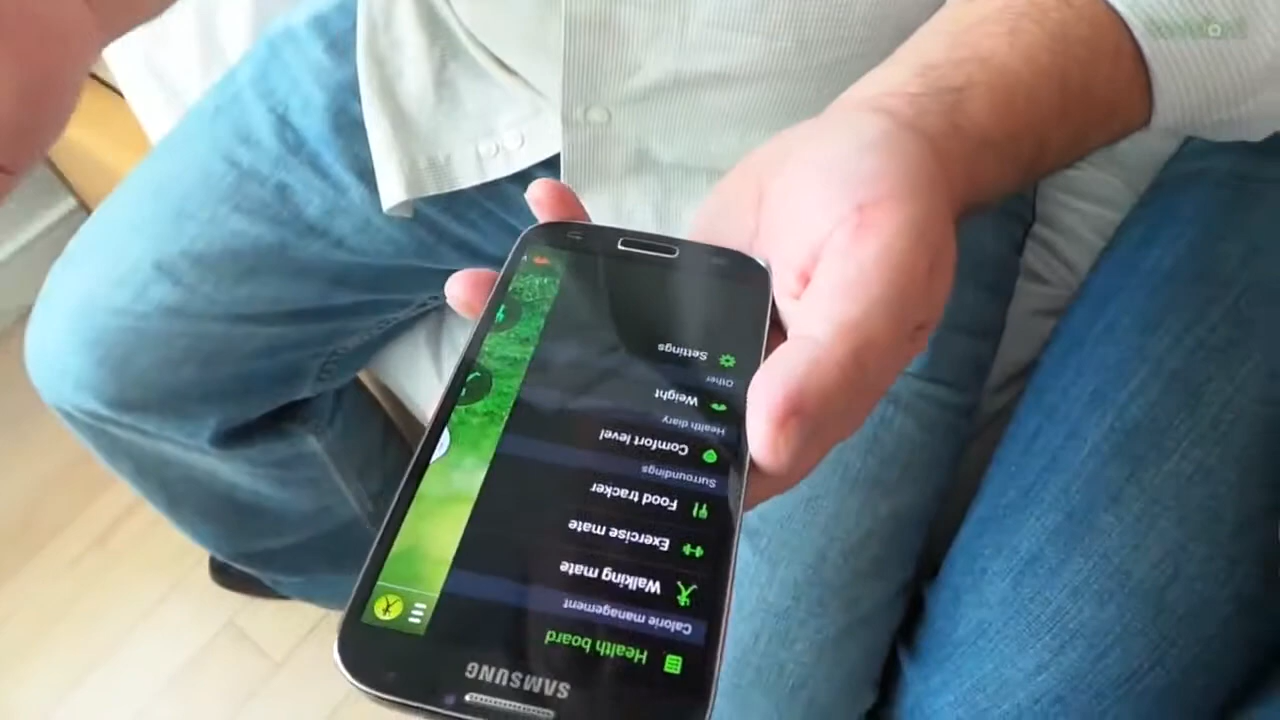 SAMSUNG
Health board
Calorie management
Walking mate
Exercise mate
Food tracker
Surroundings
Comfort level
Health diary
Weight
Other
Settings